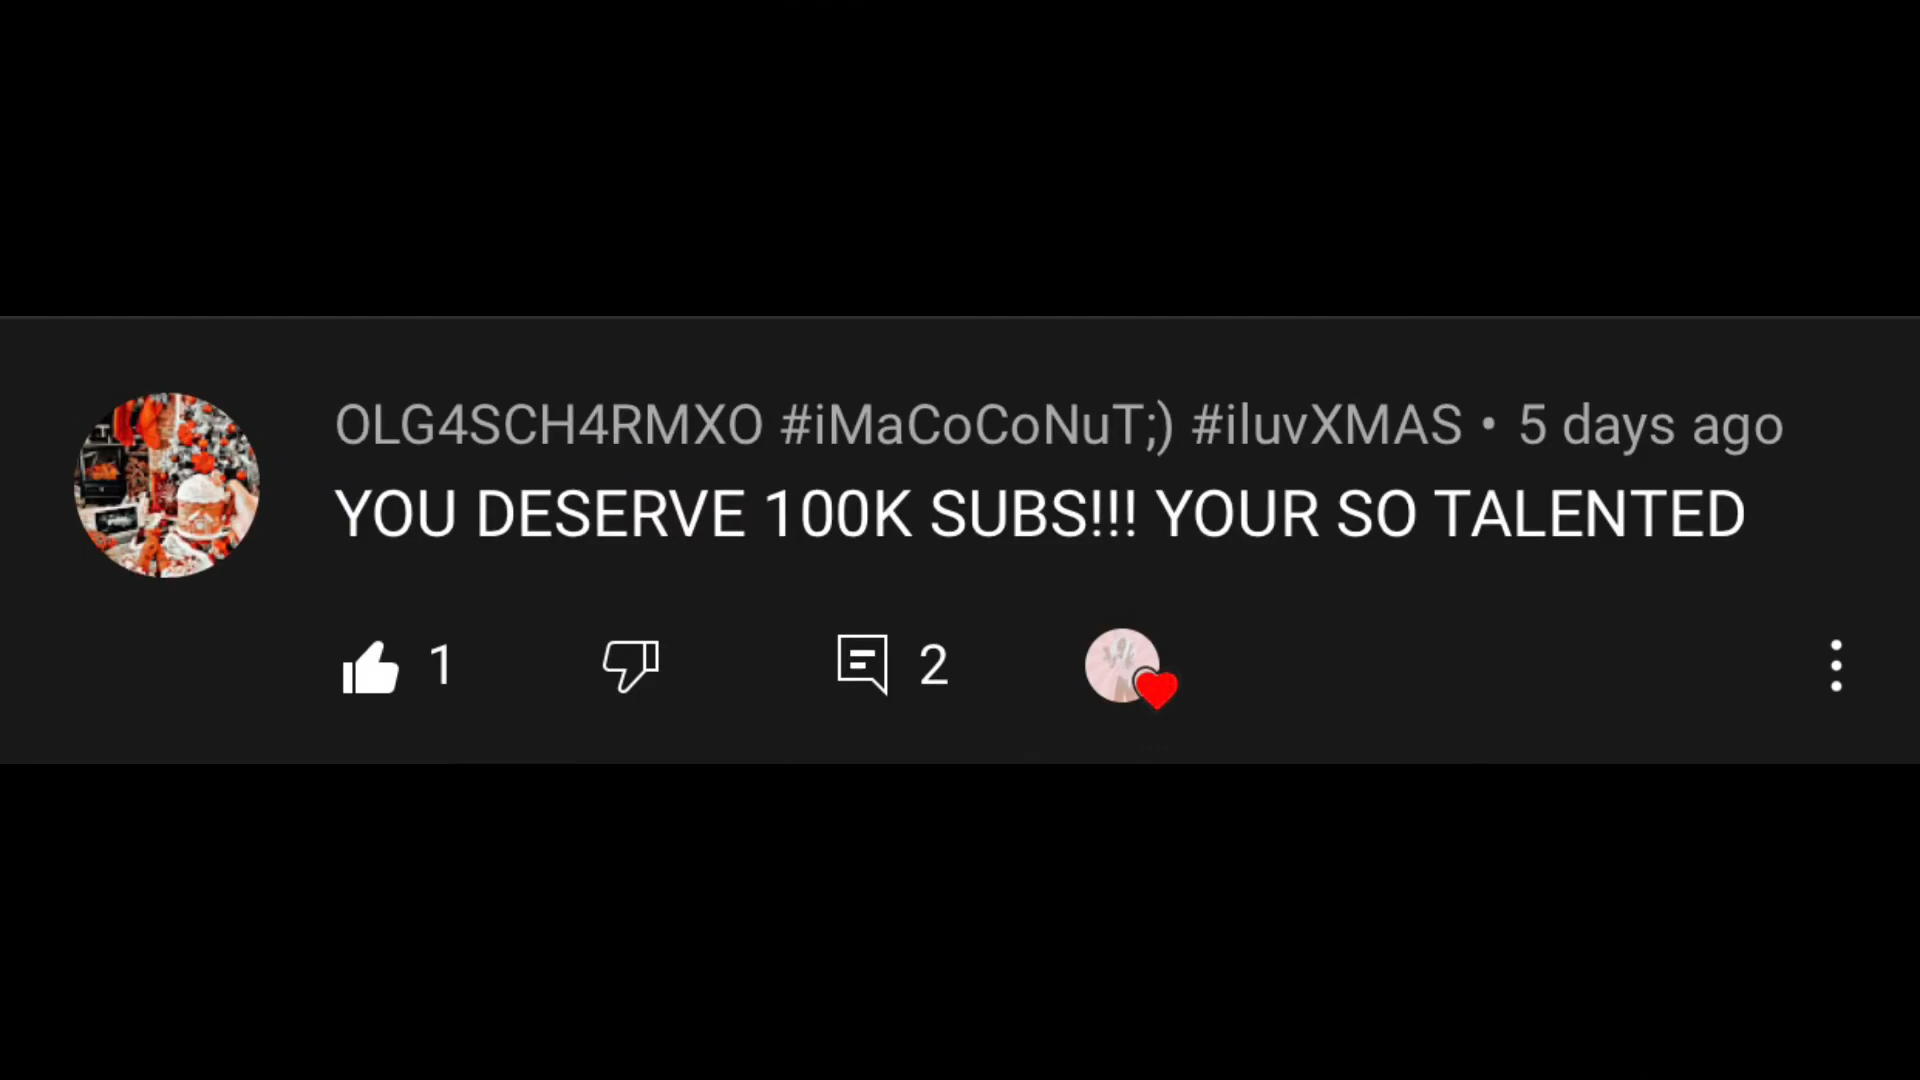 OLG4SCH4RMXO #iMaCoCoNuT;) #iluvXMAS • 5 days ago
YOU DESERVE 100K SUBS!!! YOUR SO TALENTED
1 2